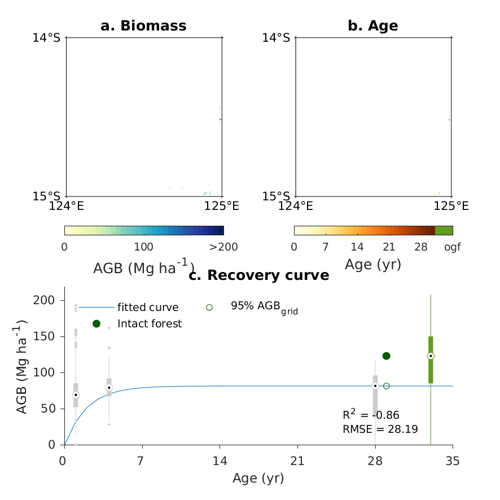 a. Biomass
b. Age
14°S
14°S
15°S
15°S
124°E
125°E
124°E
125°E
0
100
>200
0
7
14
21
28
ogf
AGB (Mg ha⁻¹)
Age (yr)
c. Recovery curve
200
150
100
50
0
AGB (Mg ha⁻¹)
fitted curve
Intact forest
95% AGB_grid
R² = -0.86
RMSE = 28.19
0
7
14
21
28
35
Age (yr)